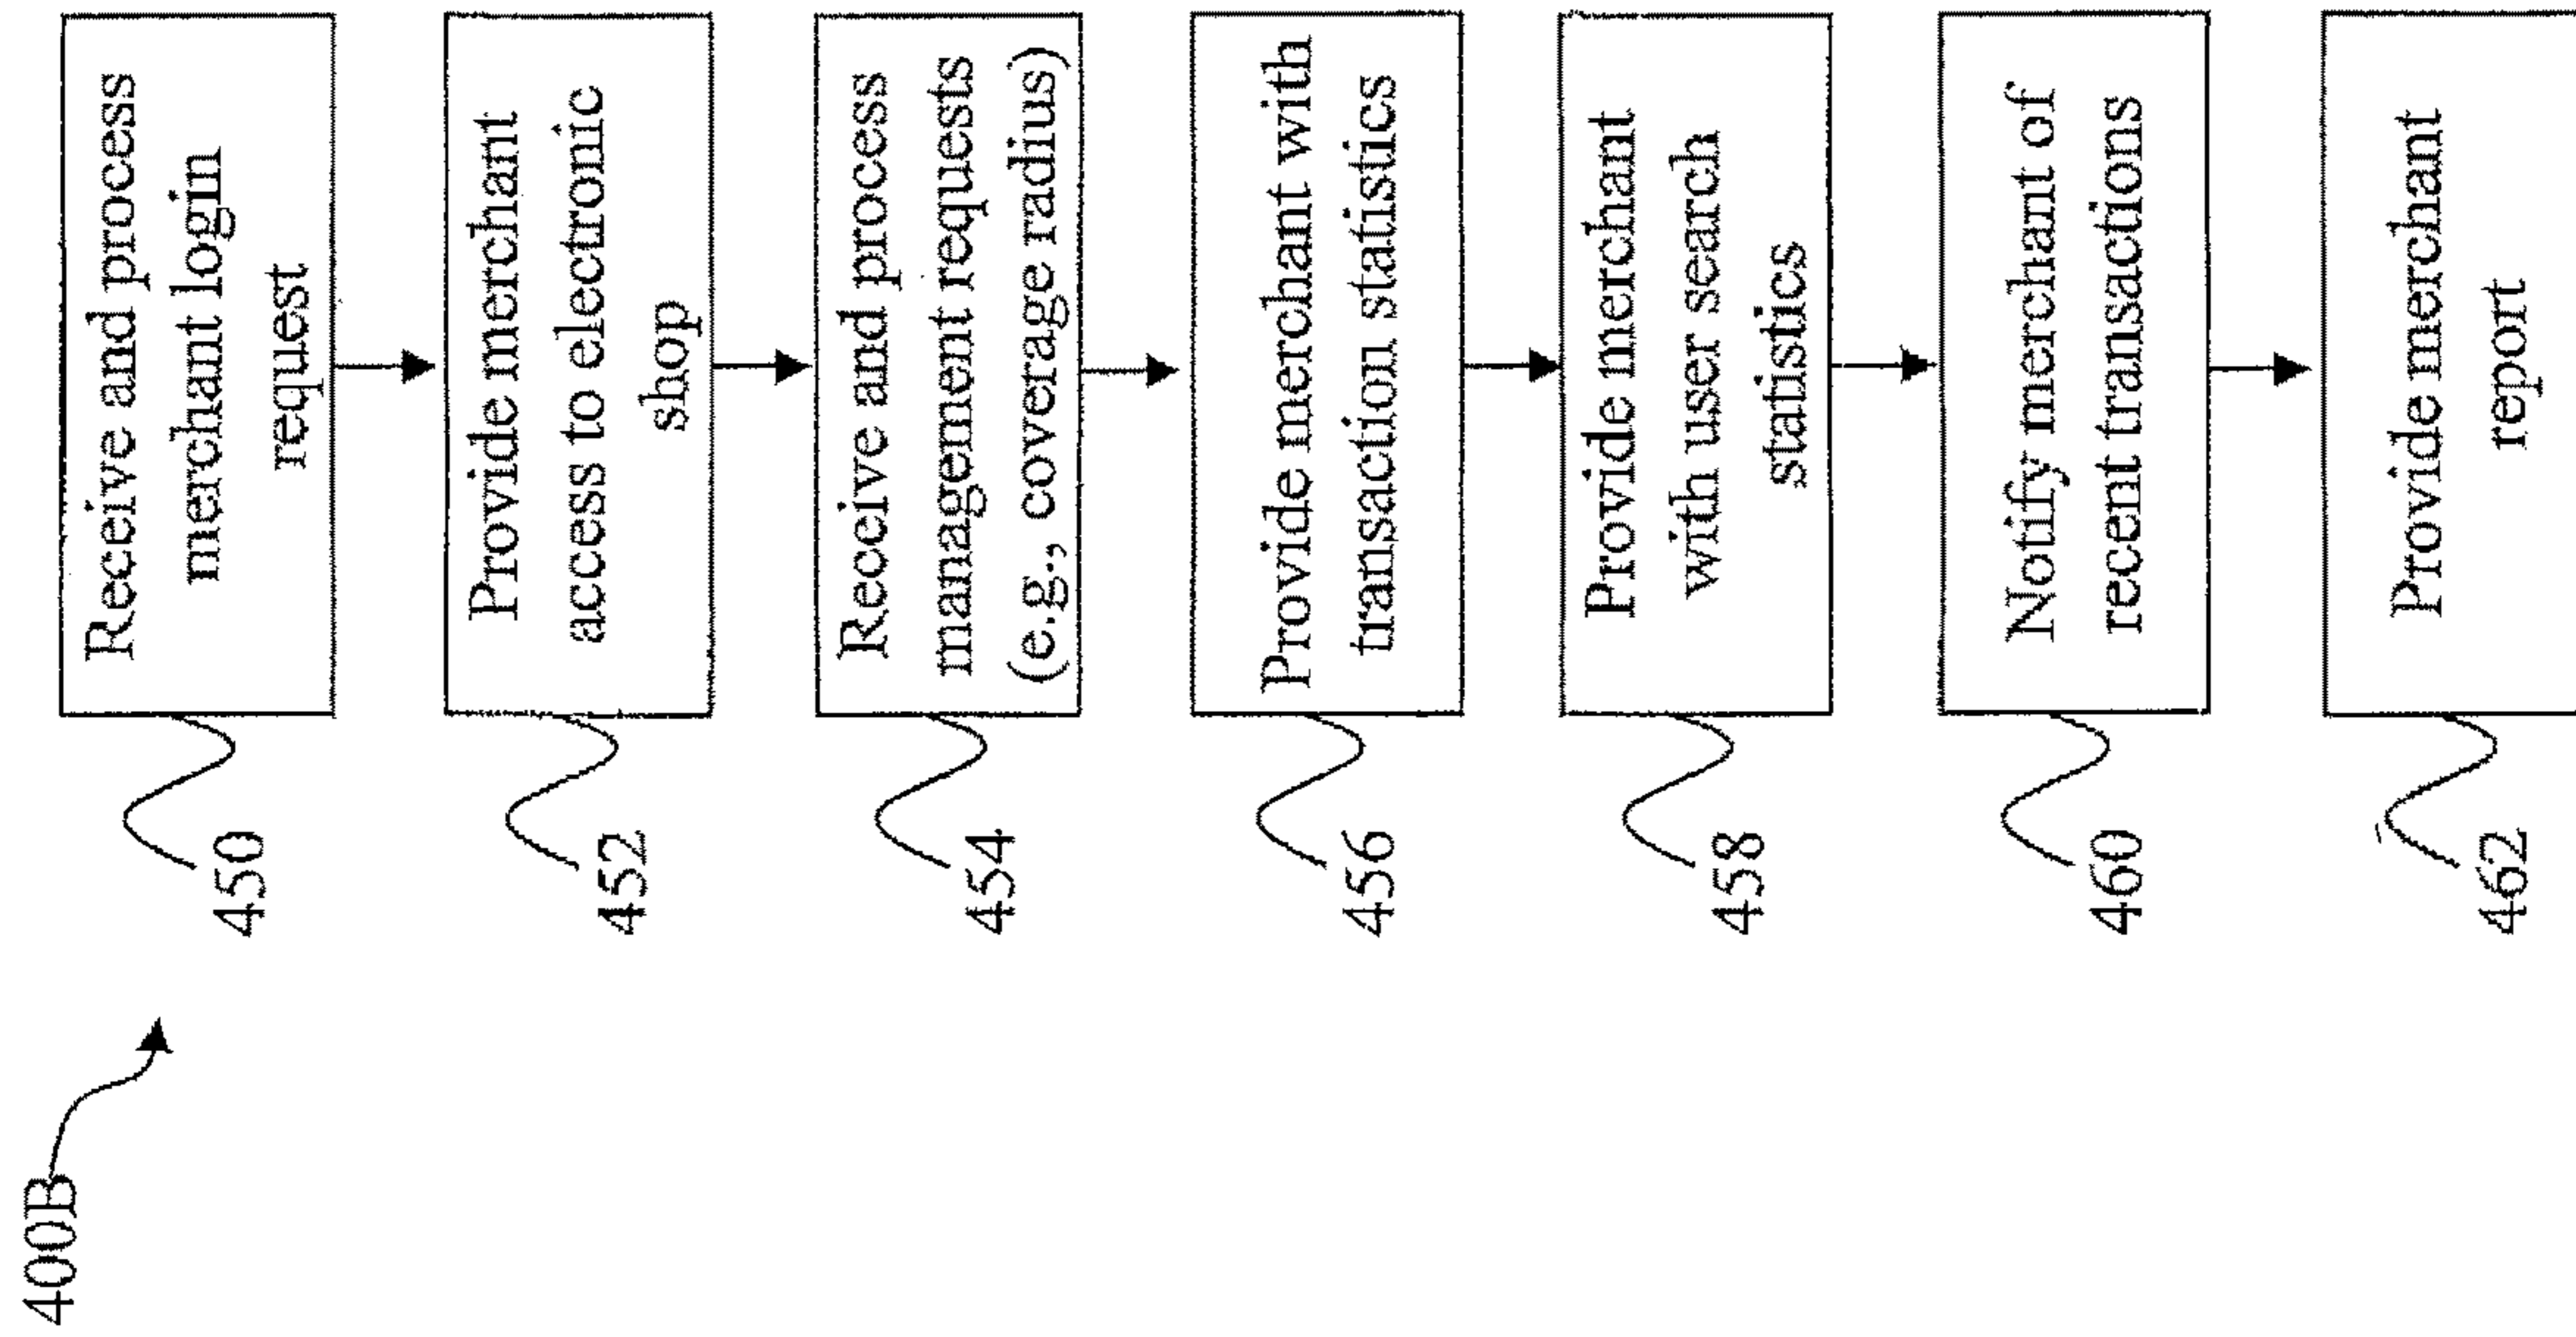 400B
450
Receive and process
merchant login
request
452
Provide merchant
access to electronic
shop
454
Receive and process
management requests
(e.g., coverage radius)
456
Provide merchant with
transaction statistics
458
Provide merchant
with user search
statistics
460
Notify merchant of
recent transactions
462
Provide merchant
report